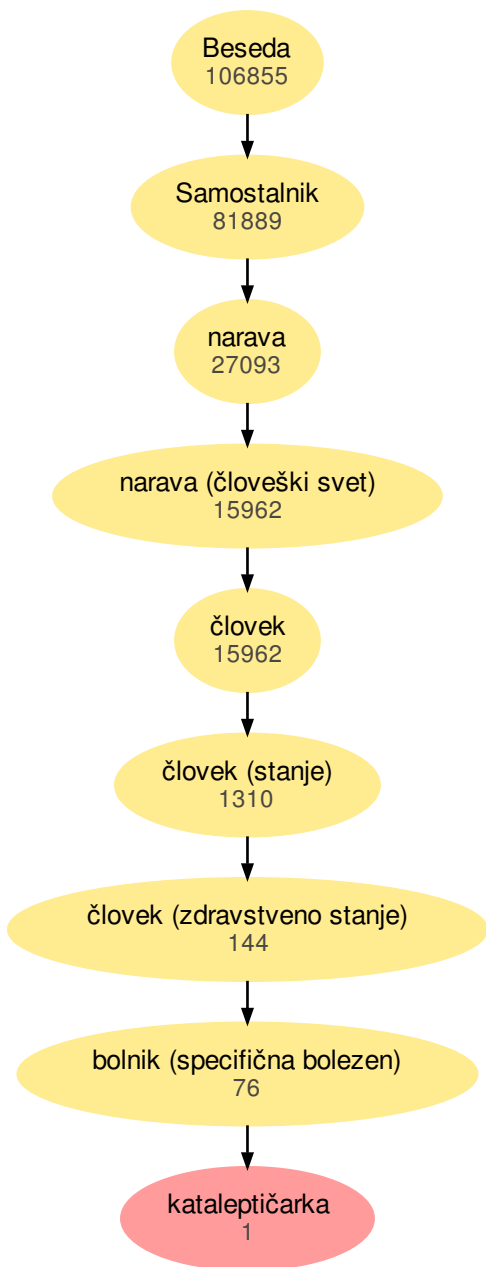 Beseda
106855
Samostalnik
81889
narava
27093
narava (človeški svet)
15962
človek
15962
človek (stanje)
1310
človek (zdravstveno stanje)
144
bolnik (specifična bolezen)
76
kataleptičarka
1